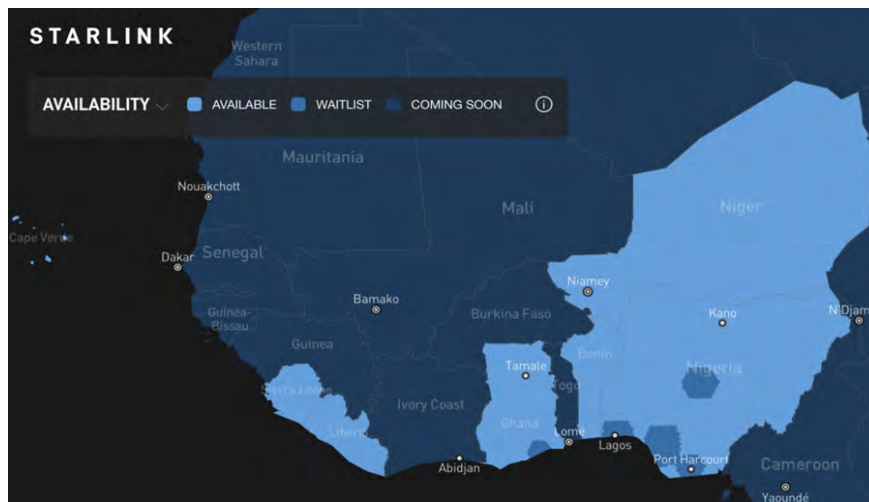 STARLINK
Western
Sahara
AVAILABILITY AVAILABLE WAITLIST COMING SOON
Mauritania
Nouakchott
Mali
Niger
Cape Verde
Senegal
Dakar
Niamey
Bamako
Burkina Faso
Kano
N'Djam
Guinea-
Bissau
Guinea
Benin
Tamale
Nigeria
Togo
Sierra Leone
Ivory Coast
Ghana
Liberia
Lomé
Lagos
Abidjan
Port Harcourt
Cameroon
Yaoundé